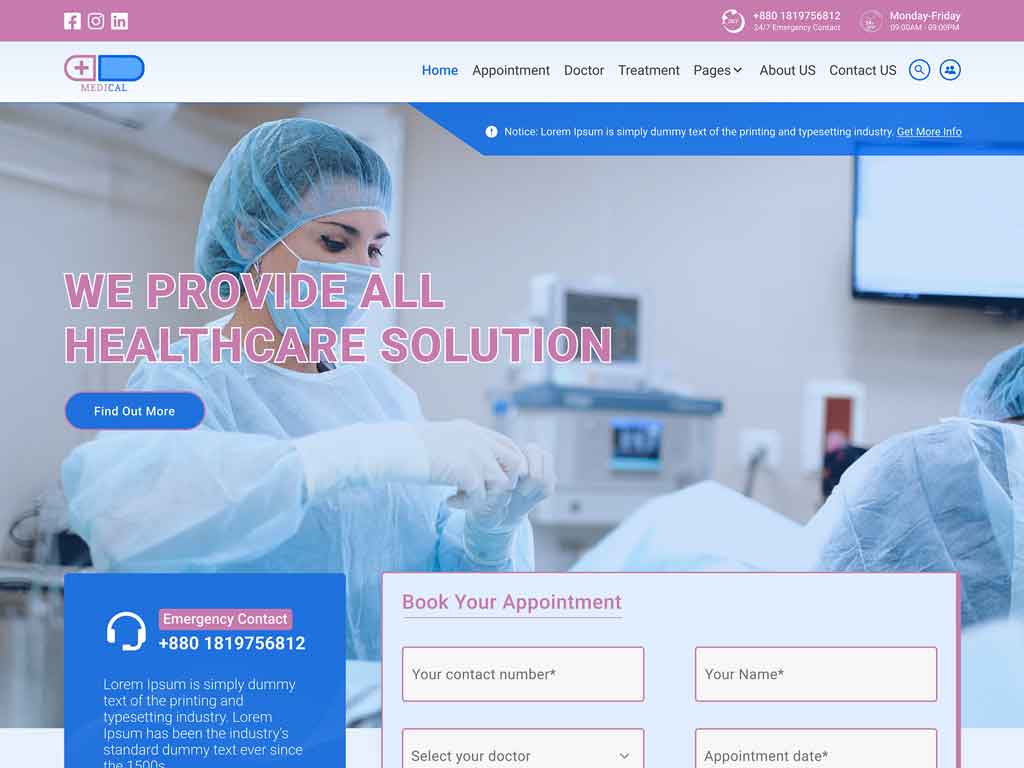 +880 1819756812
24/7 Emergency Contact
Monday-Friday
09:00AM - 09:00PM
MEDICAL
Home Appointment Doctor Treatment Pages About US Contact US
Notice: Lorem Ipsum is simply dummy text of the printing and typesetting industry. Get More Info
WE PROVIDE ALL
HEALTHCARE SOLUTION
Find Out More
Emergency Contact
+880 1819756812
Lorem Ipsum is simply dummy
text of the printing and
typesetting industry. Lorem
Ipsum has been the industry's
standard dummy text ever since
the 1500s
Book Your Appointment
Your contact number*
Your Name*
Select your doctor
Appointment date*